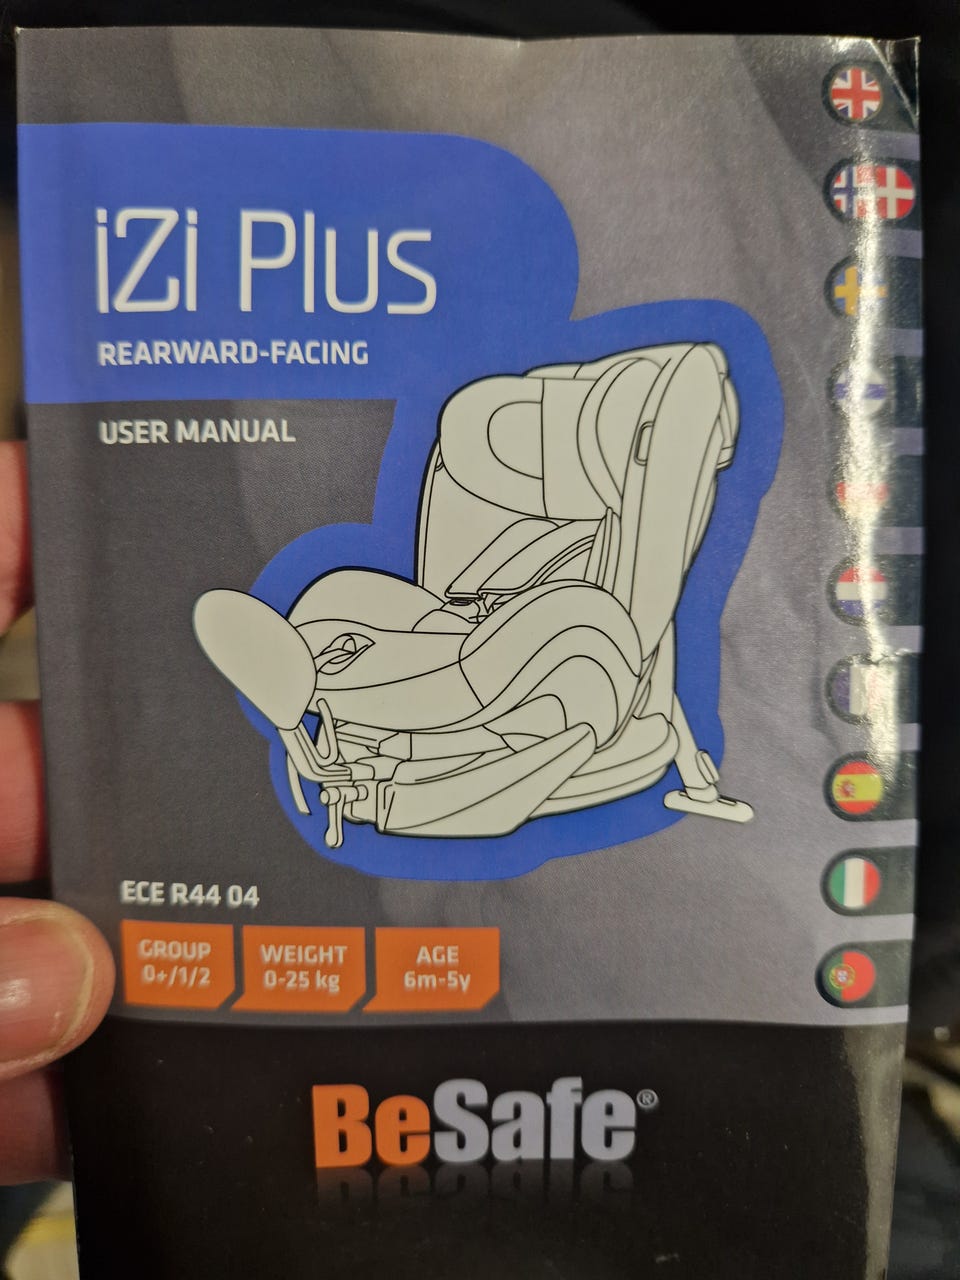 iZi Plus
REARWARD-FACING
USER MANUAL
ECE R44 04
GROUP
0+/1/2
WEIGHT
0-25 kg
AGE
6m-5y
BeSafe®